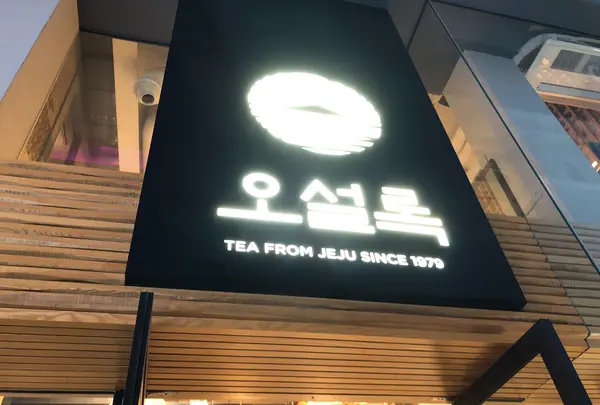 오설록
TEA FROM JEJU SINCE 1979